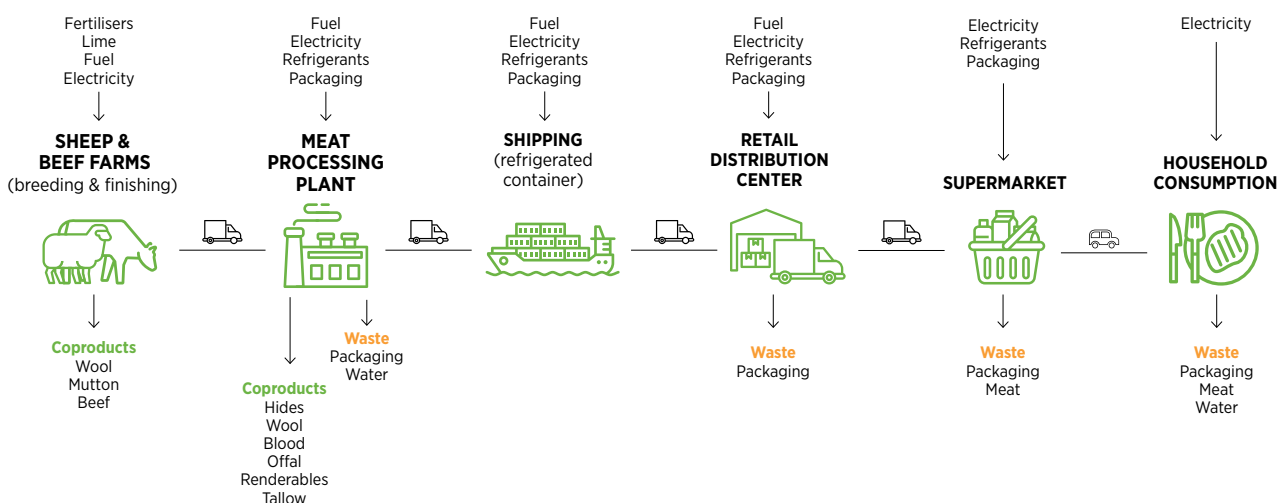 Fertilisers
Lime
Fuel
Electricity
SHEEP &
BEEF FARMS
(breeding & finishing)
Coproducts
Wool
Mutton
Beef
Fuel
Electricity
Refrigerants
Packaging
MEAT
PROCESSING
PLANT
Waste
Packaging
Water
Coproducts
Hides
Wool
Blood
Offal
Renderables
Tallow
Fuel
Electricity
Refrigerants
Packaging
SHIPPING
(refrigerated
container)
Fuel
Electricity
Refrigerants
Packaging
RETAIL
DISTRIBUTION
CENTER
Waste
Packaging
Electricity
Refrigerants
Packaging
SUPERMARKET
Waste
Packaging
Meat
Electricity
HOUSEHOLD
CONSUMPTION
Waste
Packaging
Meat
Water